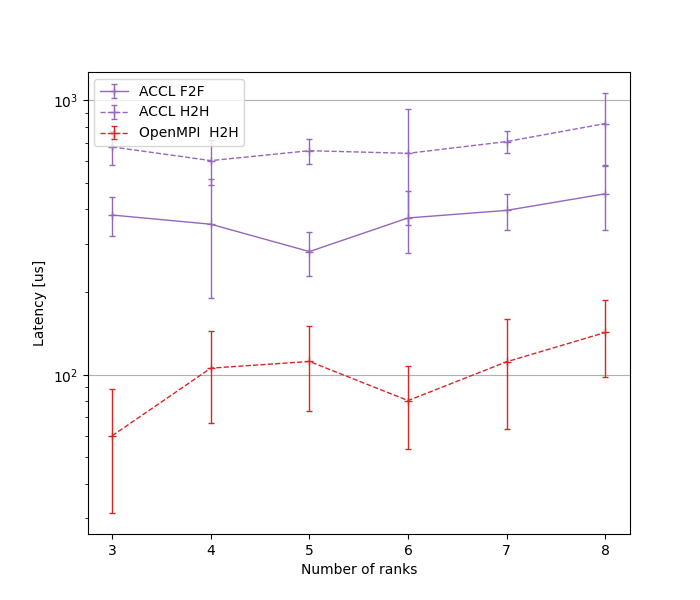 ACCL F2F
ACCL H2H
OpenMPI  H2H
10³
10²
Latency [us]
3 4 5 6 7 8
Number of ranks